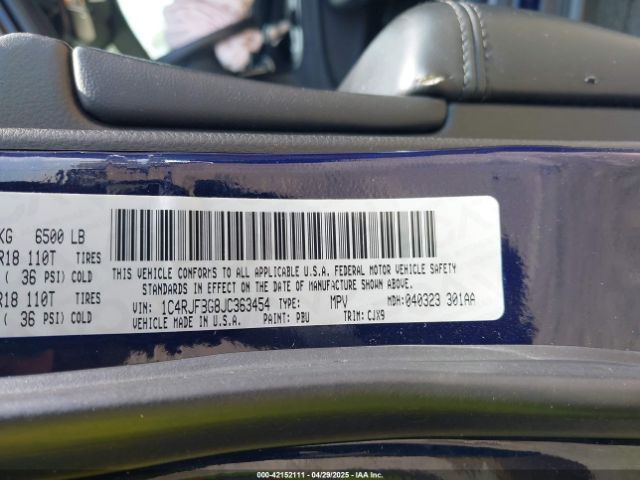 KG 6500 LB
R18 110T TIRES
( 36 PSI) COLD
R18 110T TIRES
( 36 PSI) COLD
THIS VEHICLE CONFORMS TO ALL APPLICABLE U.S.A. FEDERAL MOTOR VEHICLE SAFETY
STANDARDS IN EFFECT ON THE DATE OF MANUFACTURE SHOWN ABOVE.
VIN: 1C4RJF3G8JC363454 TYPE: MPV MDH:040323 301AA
VEHICLE MADE IN U.S.A. PAINT: PBU TRIM: CJX9
000-42152111 - 04/29/2025 - IAA Inc.